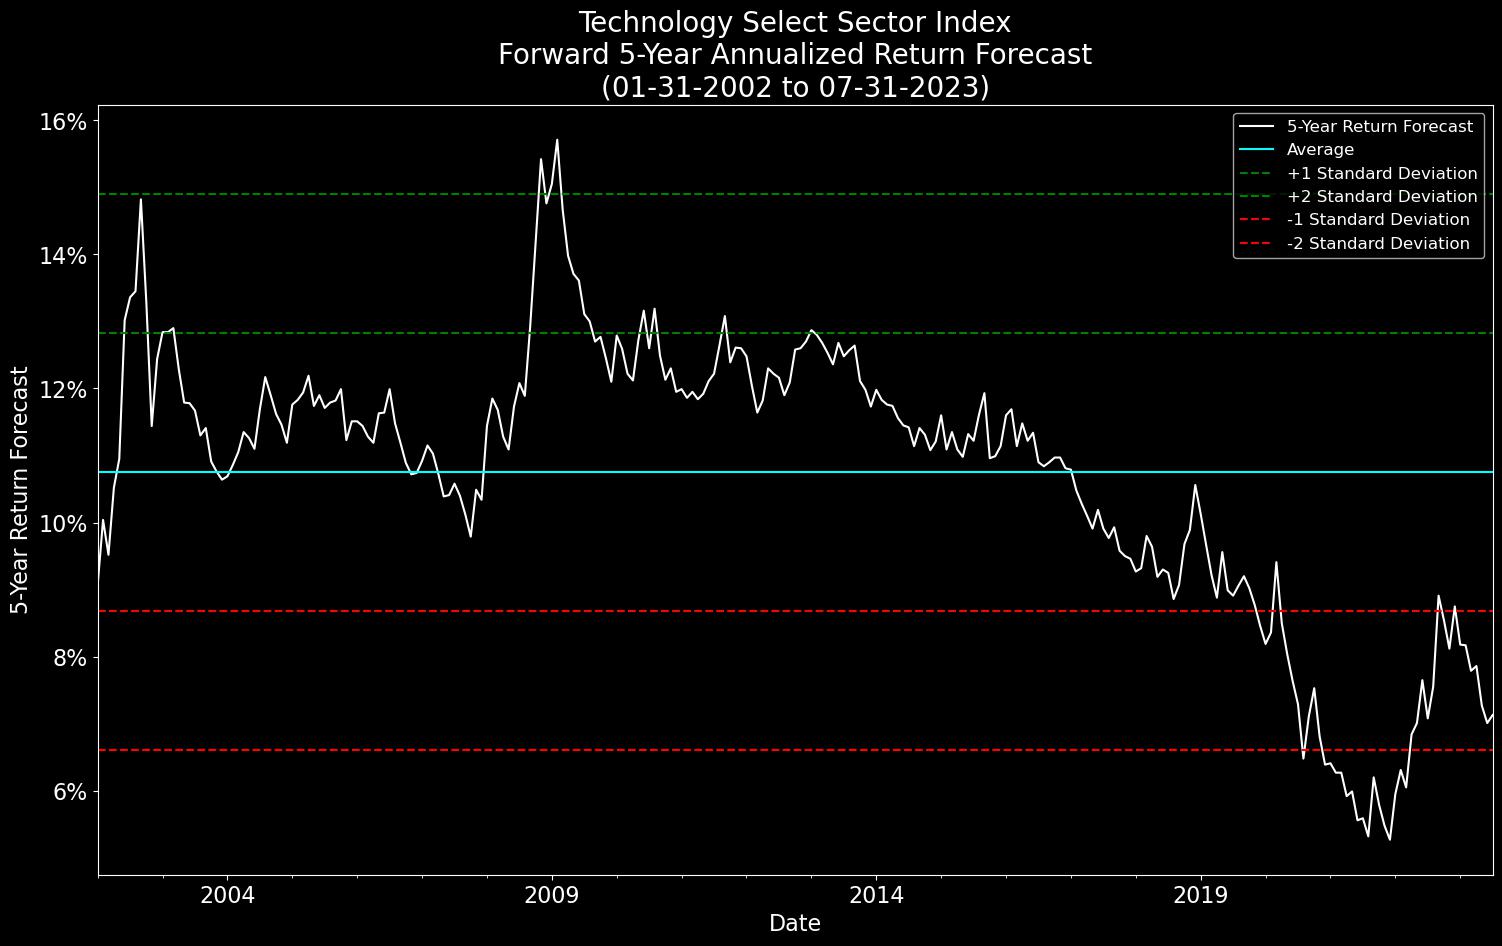 Technology Select Sector Index
Forward 5-Year Annualized Return Forecast
(01-31-2002 to 07-31-2023)
5-Year Return Forecast
Average
+1 Standard Deviation
+2 Standard Deviation
-1 Standard Deviation
-2 Standard Deviation
5-Year Return Forecast
16%
14%
12%
10%
8%
6%
2004
2009
2014
2019
Date